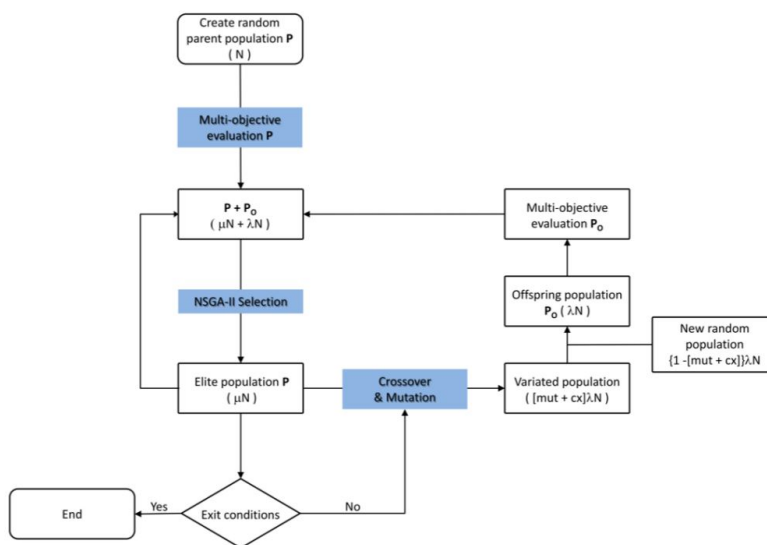 Create random
parent population P
( N )
Multi-objective
evaluation P
P + Po
( μN + λN )
Multi-objective
evaluation Po
NSGA-II Selection
Offspring population
Po ( λN )
New random
population
{1 -[mut + cx]}λN
Elite population P
( μN )
Crossover
& Mutation
Variated population
( [mut + cx]λN )
End
Yes
Exit conditions
No